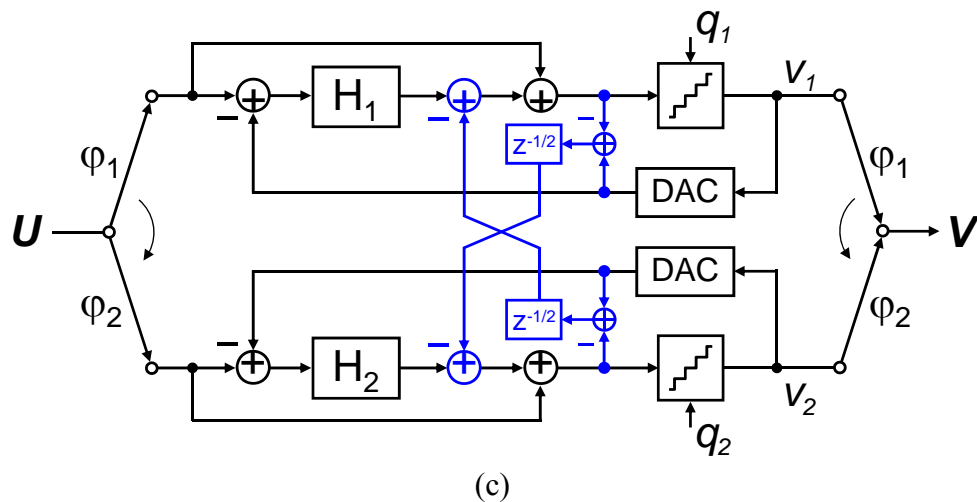 q1
v1
H1
z-1/2
φ1
φ1
DAC
U
V
DAC
φ2
φ2
z-1/2
H2
v2
q2
(c)